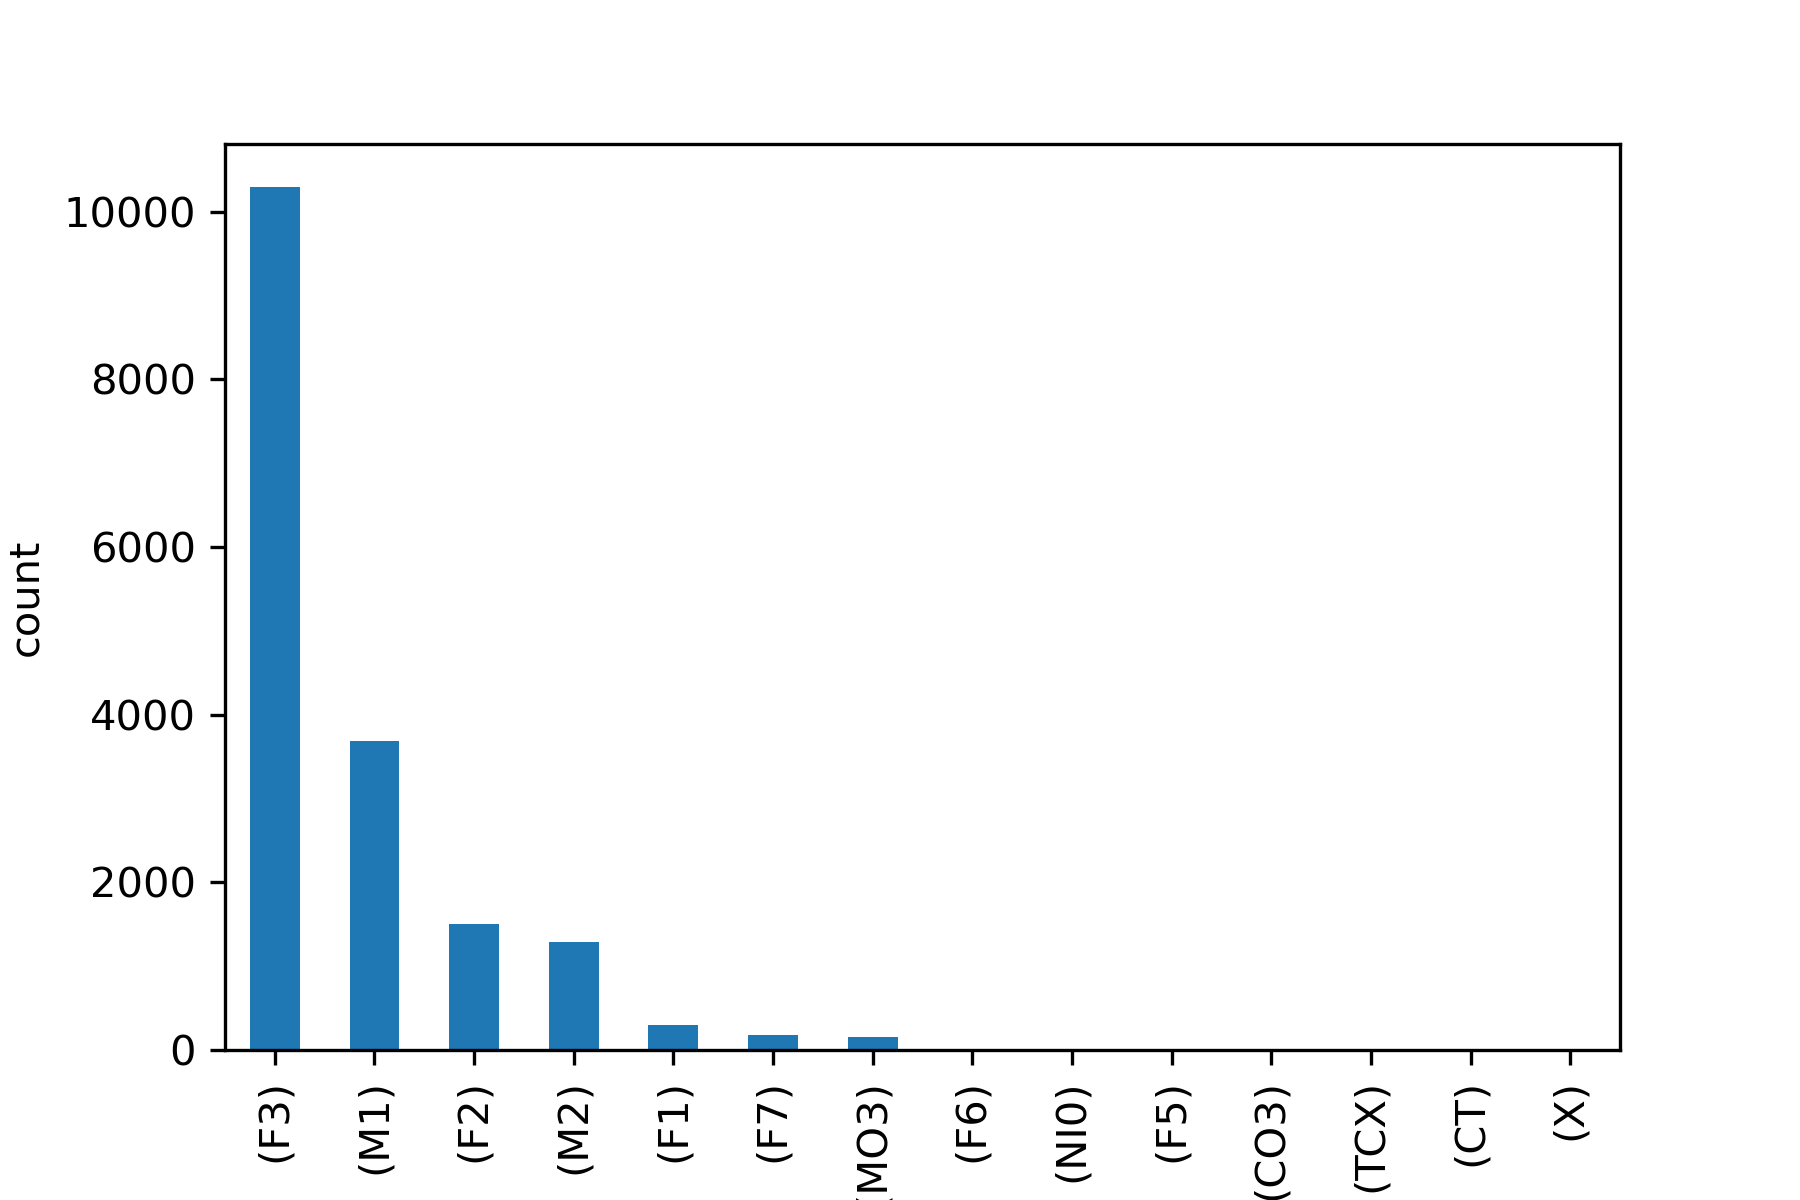 count
10000
8000
6000
4000
2000
0
(F3)
(M1)
(F2)
(M2)
(F1)
(F7)
(MO3)
(F6)
(NI0)
(F5)
(CO3)
(TCX)
(CT)
(X)